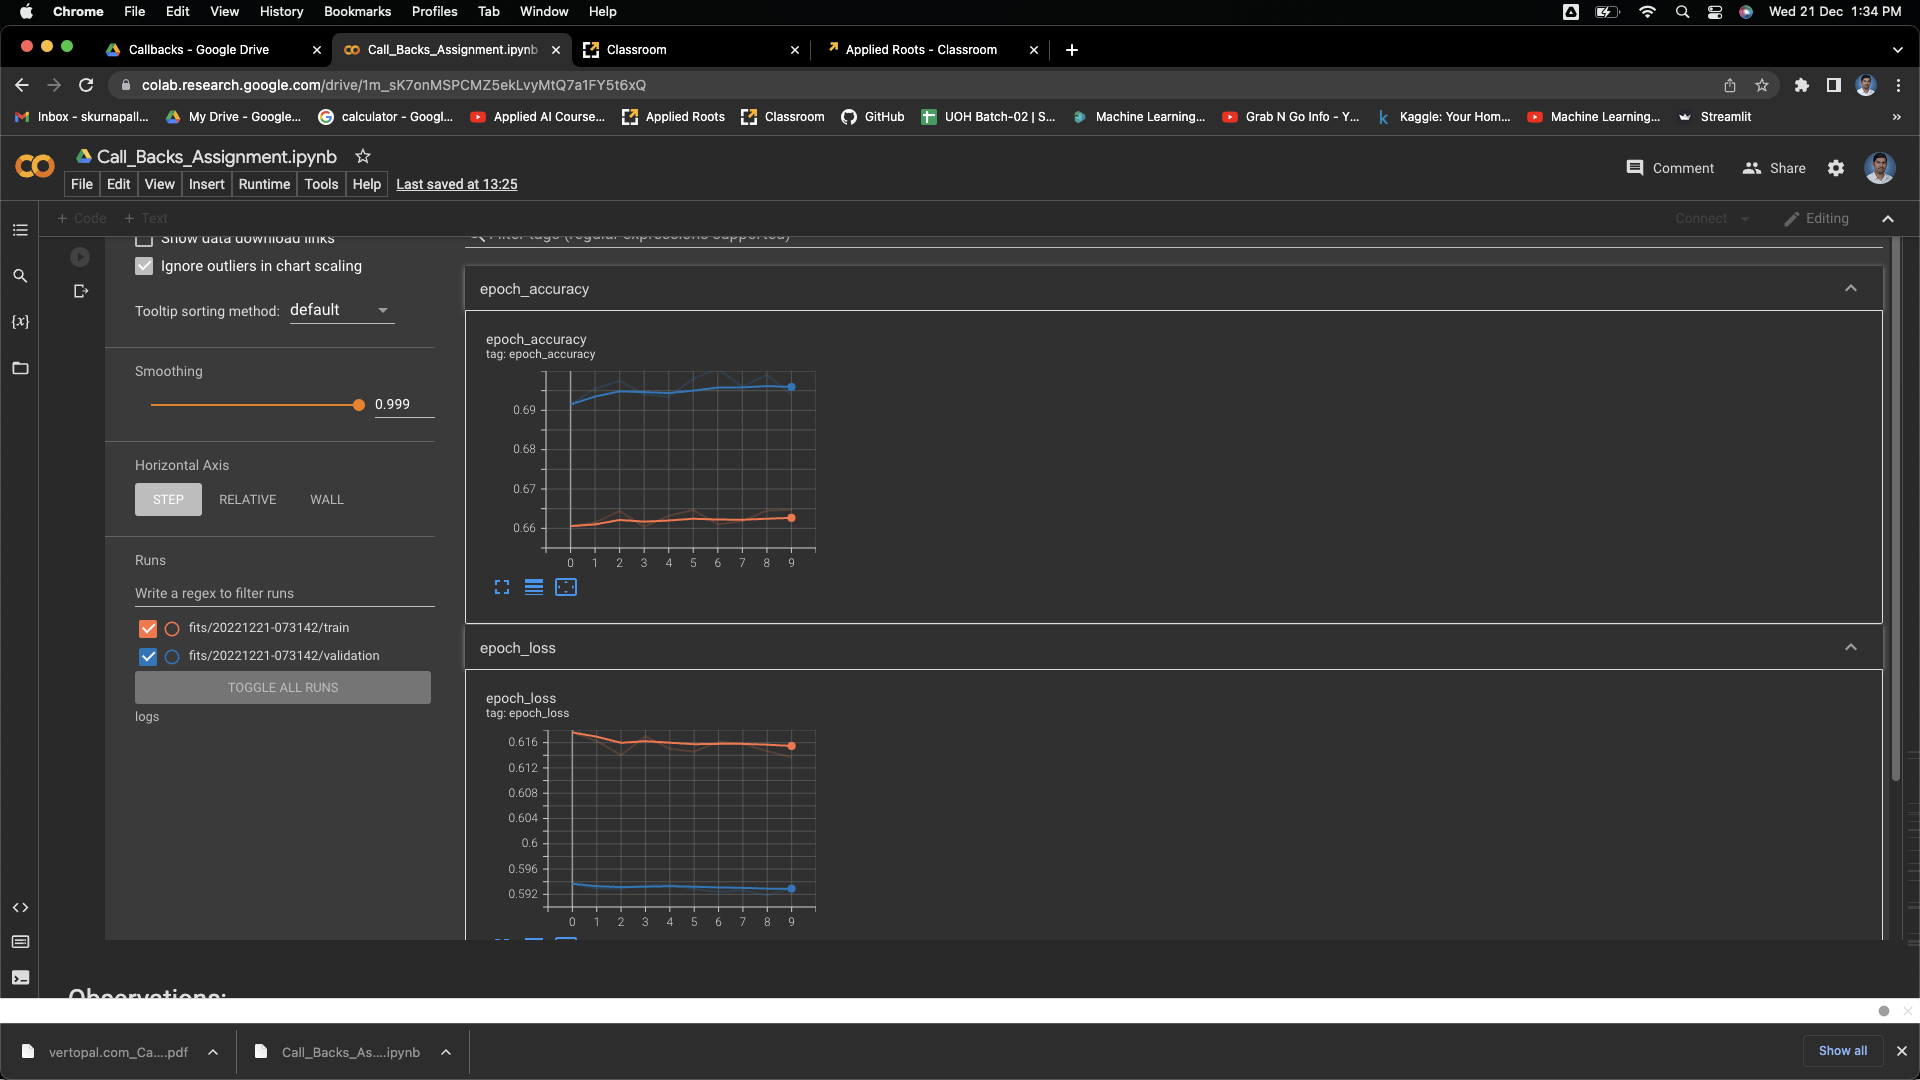 Chrome File Edit View History Bookmarks Profiles Tab Window Help Wed 21 Dec 1:34 PM
Callbacks - Google Drive Call_Backs_Assignment.ipynb Classroom Applied Roots - Classroom
colab.research.google.com/drive/1m_sK7onMSPCMZ5ekLvyMtQ7a1FY5t6xQ
Inbox - skurnapall... My Drive - Google... calculator - Googl... Applied AI Course... Applied Roots Classroom GitHub UOH Batch-02 | S... Machine Learning... Grab N Go Info - Y... Kaggle: Your Hom... Machine Learning... Streamlit »
Call_Backs_Assignment.ipynb
Comment Share
File Edit View Insert Runtime Tools Help Last saved at 13:25
+ Code + Text Connect Editing
Show data download links
Filter tags (regular expressions supported)
Ignore outliers in chart scaling
Tooltip sorting method: default
Smoothing
0.999
Horizontal Axis
STEP RELATIVE WALL
Runs
Write a regex to filter runs
fits/20221221-073142/train
fits/20221221-073142/validation
TOGGLE ALL RUNS
logs
epoch_accuracy
epoch_accuracy
tag: epoch_accuracy
0.69
0.68
0.67
0.66
0 1 2 3 4 5 6 7 8 9
epoch_loss
epoch_loss
tag: epoch_loss
0.616
0.612
0.608
0.604
0.6
0.596
0.592
0 1 2 3 4 5 6 7 8 9
{x}
Observations:
vertopal.com_Ca....pdf Call_Backs_As....ipynb Show all